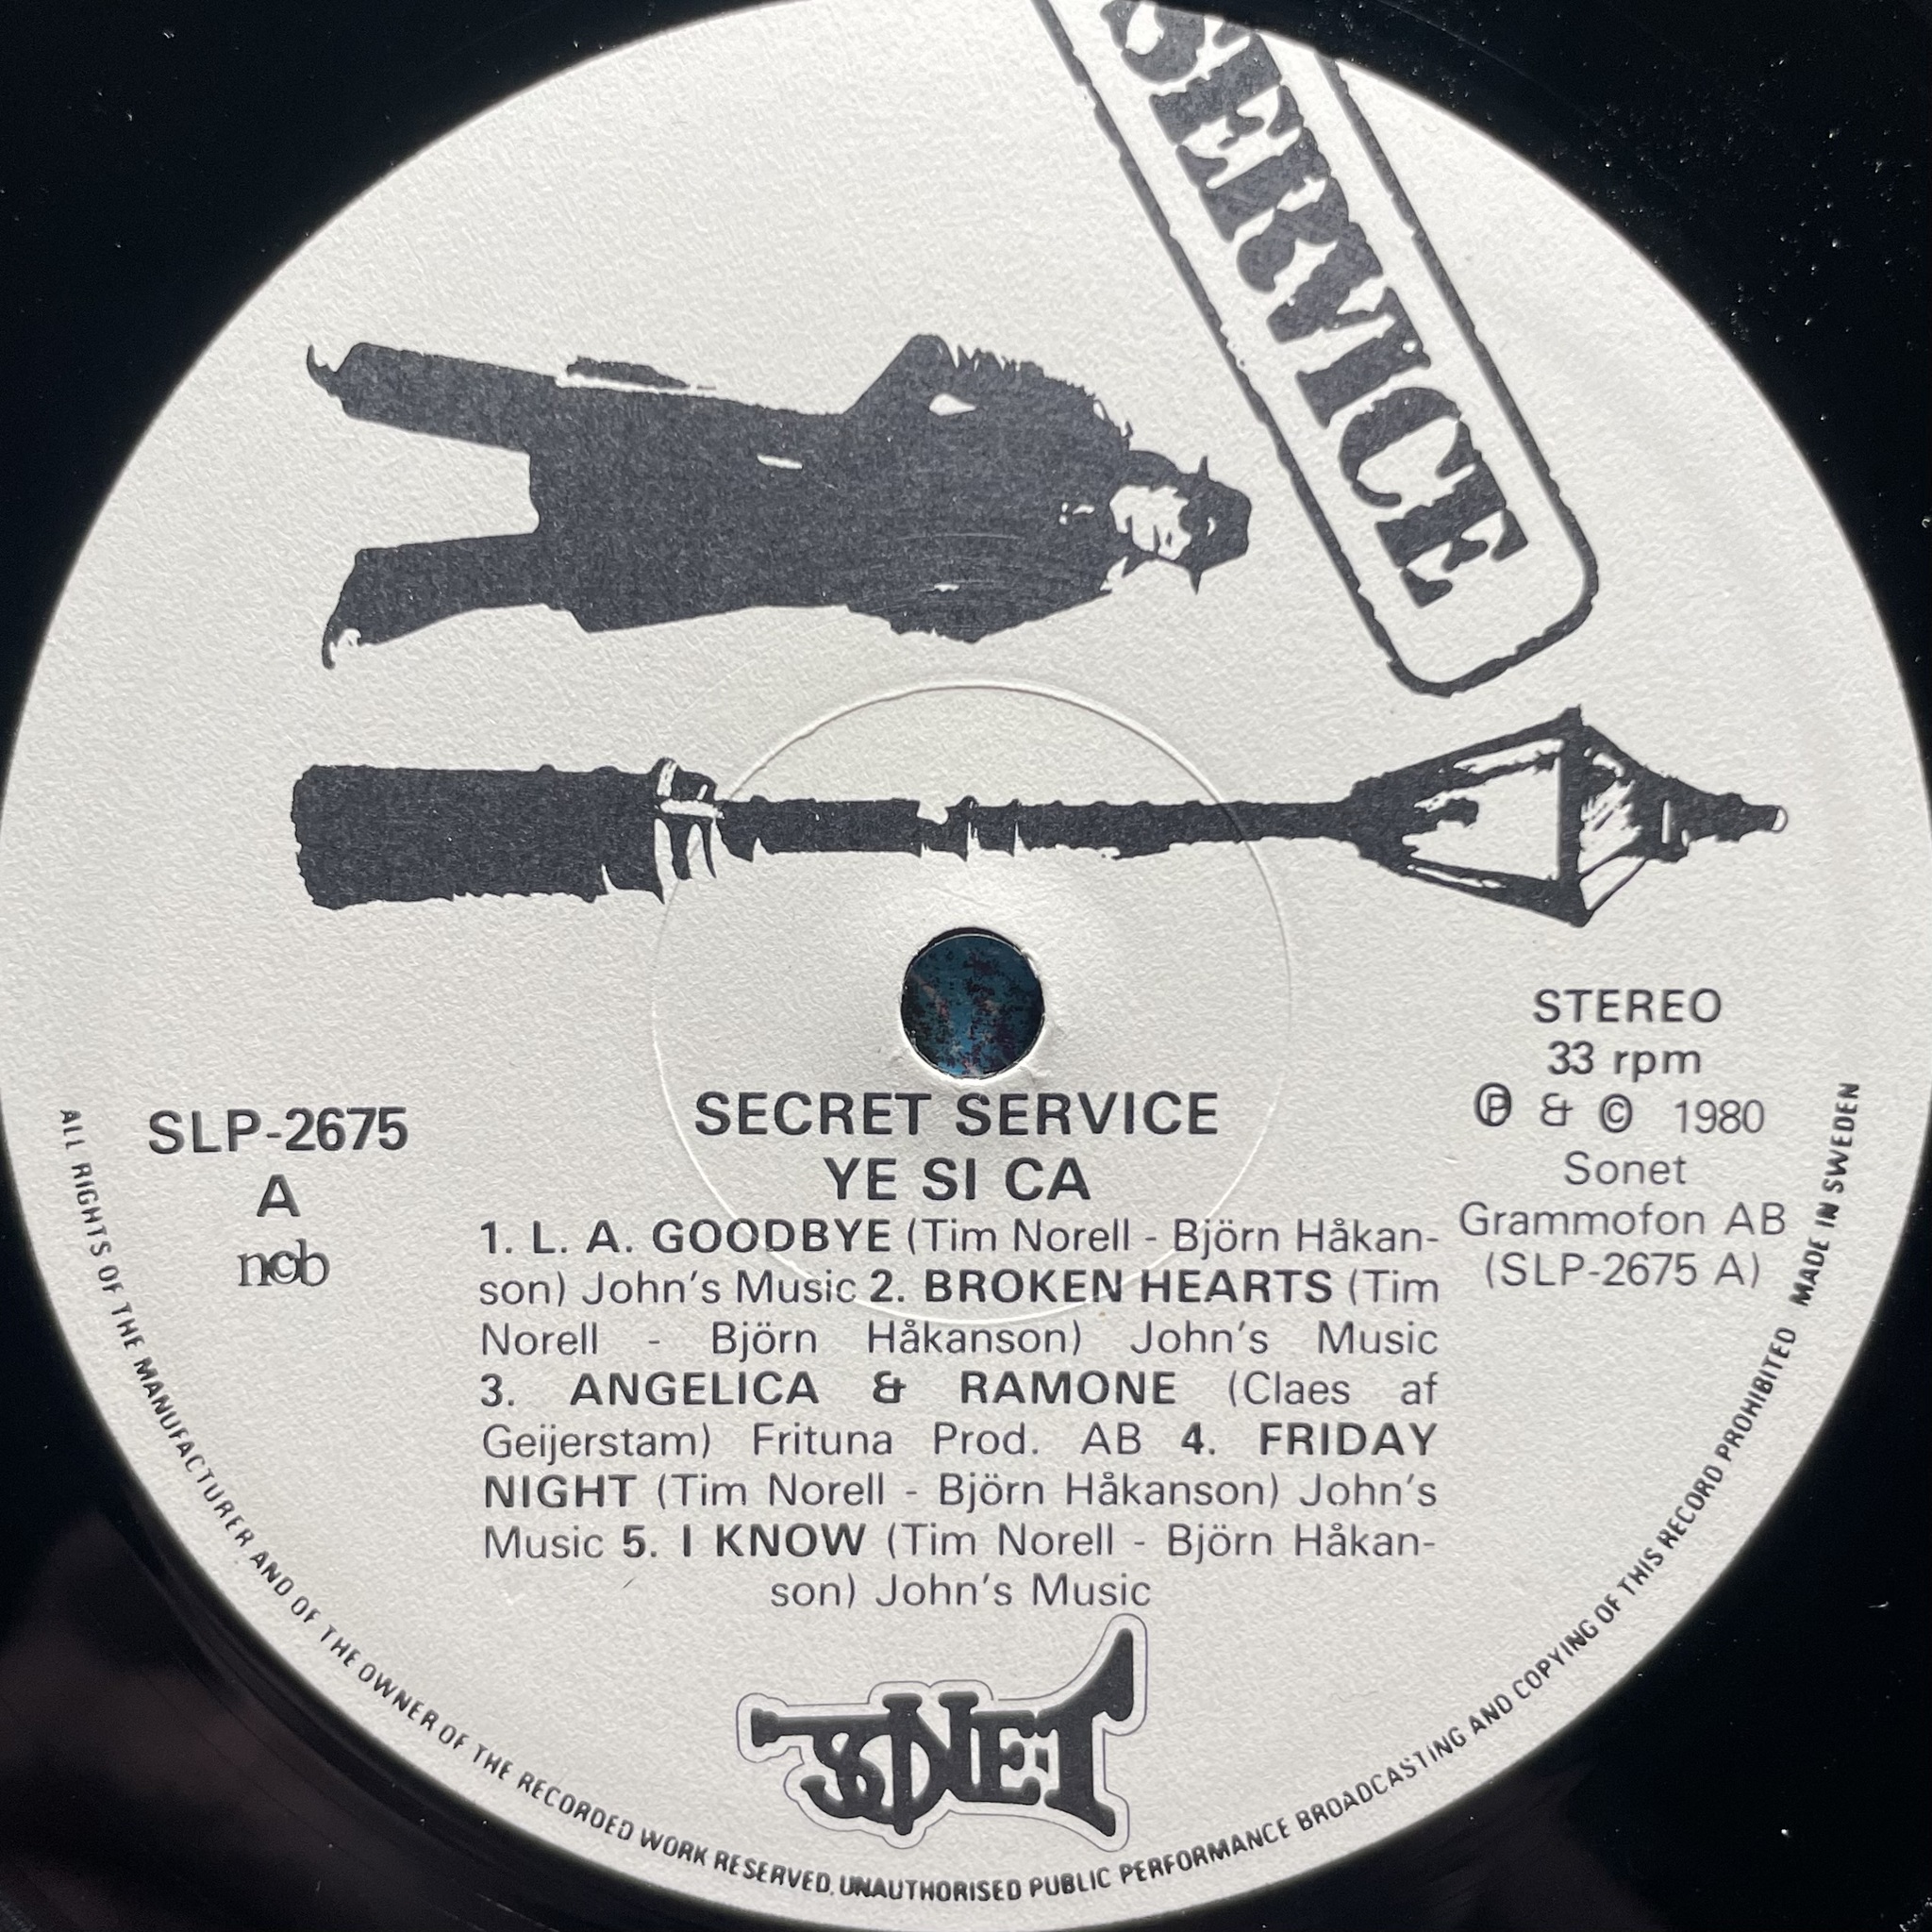 SERVICE
STEREO
33 rpm
℗ & © 1980
Sonet
Grammofon AB
(SLP-2675 A)
SLP-2675
A
ncb
SECRET SERVICE
YE SI CA
1. L. A. GOODBYE (Tim Norell - Björn Håkan-
son) John's Music 2. BROKEN HEARTS (Tim
Norell - Björn Håkanson) John's Music
3. ANGELICA & RAMONE (Claes af
Geijerstam) Frituna Prod. AB 4. FRIDAY
NIGHT (Tim Norell - Björn Håkanson) John's
Music 5. I KNOW (Tim Norell - Björn Håkan-
son) John's Music
SONET
ALL RIGHTS OF THE MANUFACTURER AND OF THE OWNER OF THE RECORDED WORK RESERVED. UNAUTHORISED PUBLIC PERFORMANCE BROADCASTING AND COPYING OF THIS RECORD PROHIBITED MADE IN SWEDEN